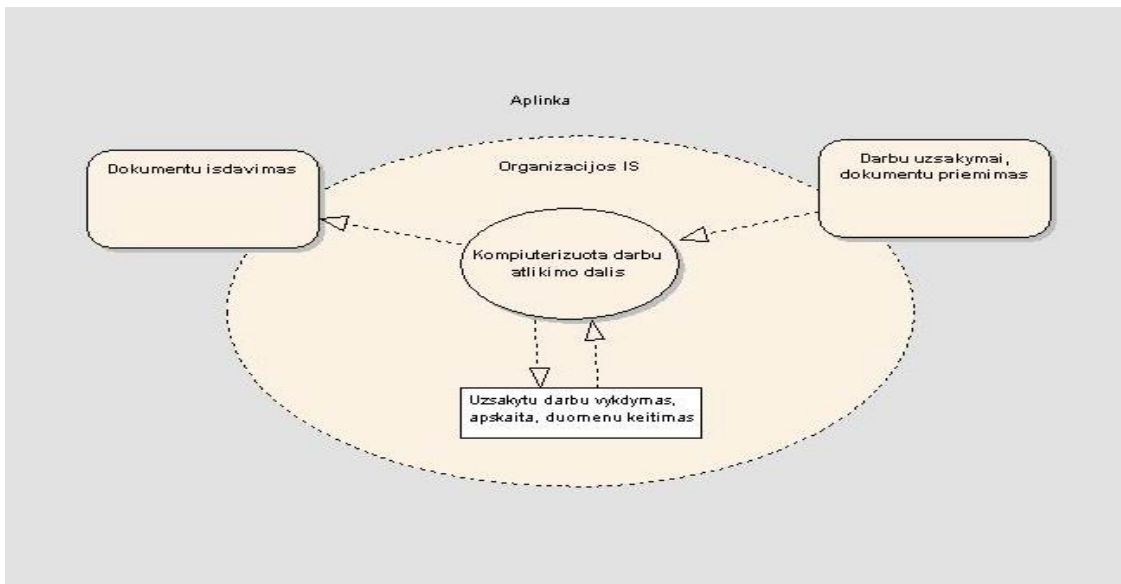 Aplinka
Dokumentu isdavimas
Organizacijos IS
Darbu uzsakymai,
dokumentu priemimas
Kompiuterizuota darbu
atlikimo dalis
Uzsakytu darbu vykdymas,
apskaita, duomenu keitimas